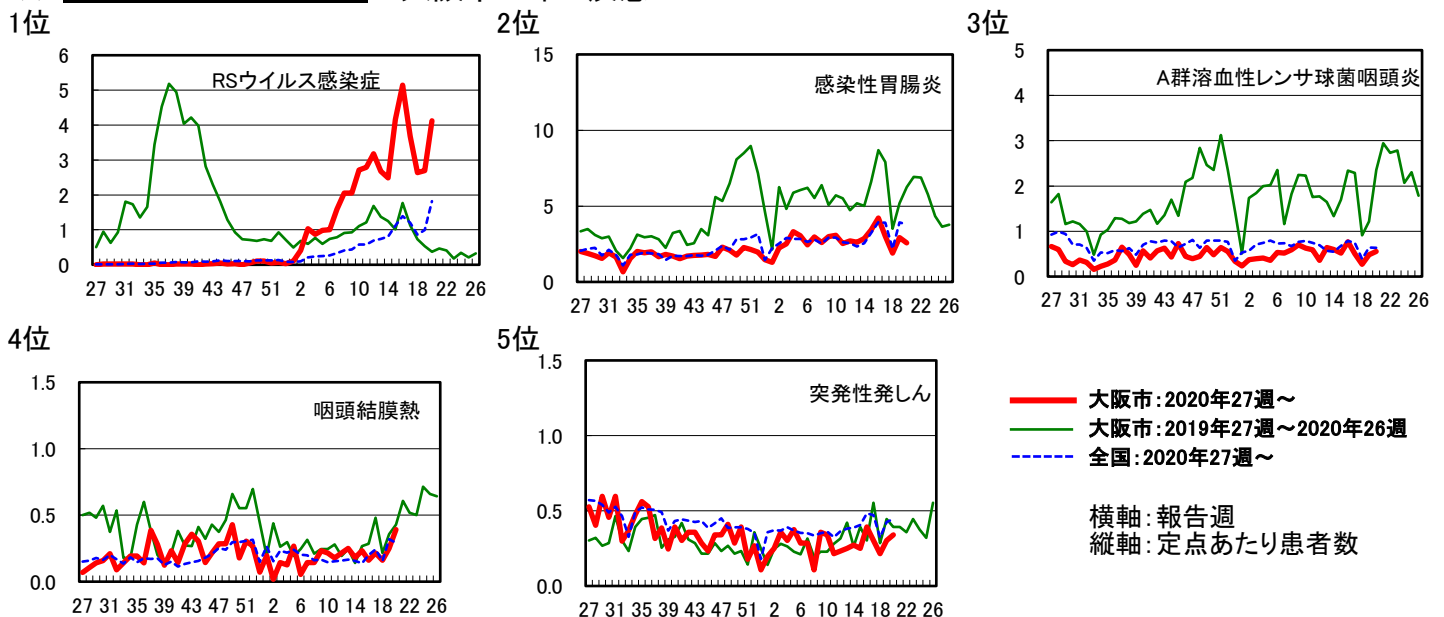 1位
6
5
4
3
2
1
0
RSウイルス感染症
27 31 35 39 43 47 51 2 6 10 14 18 22 26
2位
15
10
5
0
感染性胃腸炎
27 31 35 39 43 47 51 2 6 10 14 18 22 26
3位
5
4
3
2
1
0
A群溶血性レンサ球菌咽頭炎
27 31 35 39 43 47 51 2 6 10 14 18 22 26
4位
1.5
1.0
0.5
0.0
咽頭結膜熱
27 31 35 39 43 47 51 2 6 10 14 18 22 26
5位
1.5
1.0
0.5
0.0
突発性発しん
27 31 35 39 43 47 51 2 6 10 14 18 22 26
大阪市:2020年27週～
大阪市:2019年27週～2020年26週
全国:2020年27週～
横軸:報告週
縦軸:定点あたり患者数